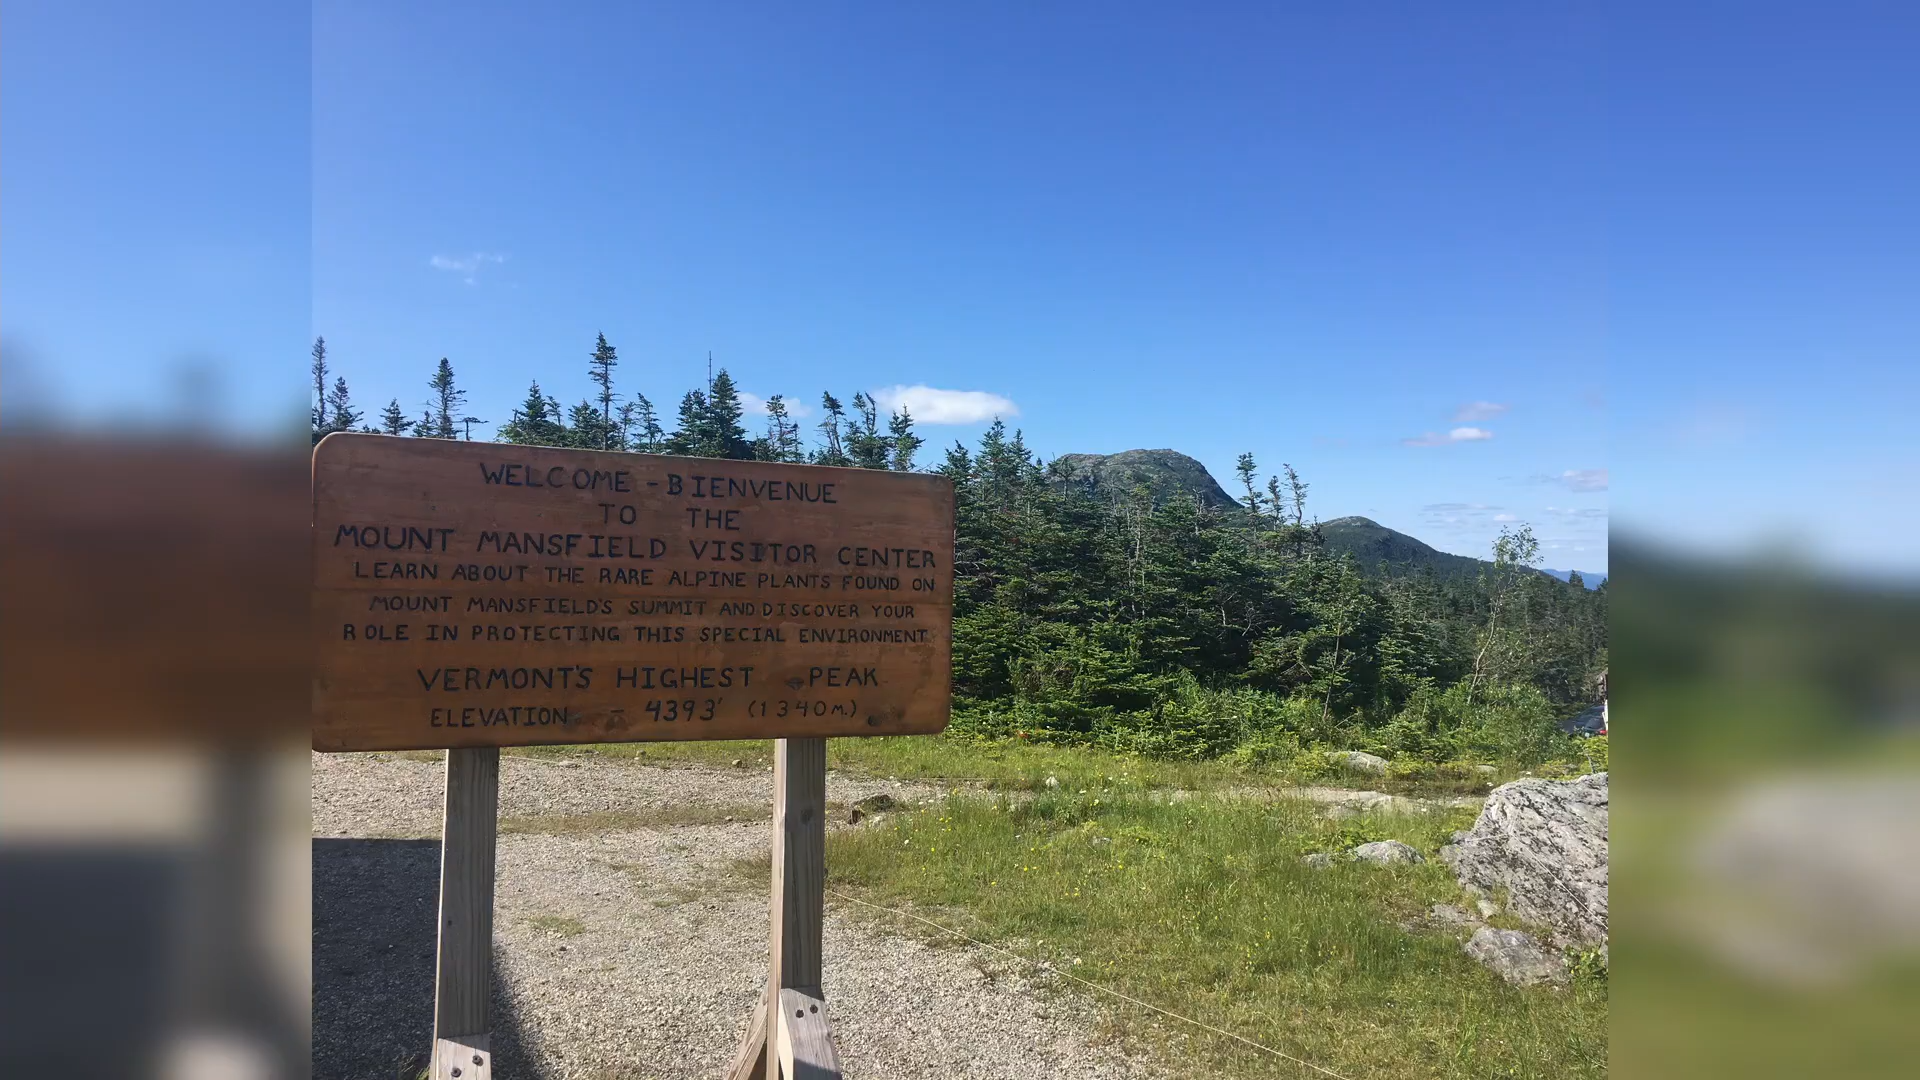 WELCOME - BIENVENUE
TO THE
MOUNT MANSFIELD VISITOR CENTER
LEARN ABOUT THE RARE ALPINE PLANTS FOUND ON
MOUNT MANSFIELD'S SUMMIT AND DISCOVER YOUR
ROLE IN PROTECTING THIS SPECIAL ENVIRONMENT
VERMONT'S HIGHEST PEAK
ELEVATION - 4393' (1340M.)